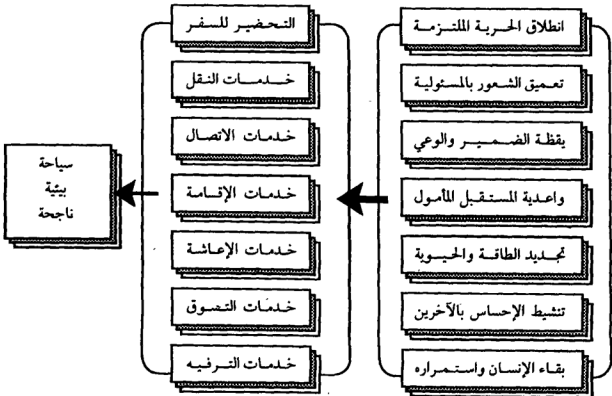 انطلاق الحرية الملتزمة
تعميق الشعور بالمسئولية
يقظة الضمير والوعي
واعدية المستقبل المأمول
تجديد الطاقة والحيوية
تنشيط الإحساس بالآخرين
بقاء الإنسان واستمراره
التحضير للسفر
خدمات النقل
خدمات الاتصال
خدمات الإقامة
خدمات الإعاشة
خدمات التسوق
خدمات الترفيه
سياحة
بيئية
ناجحة